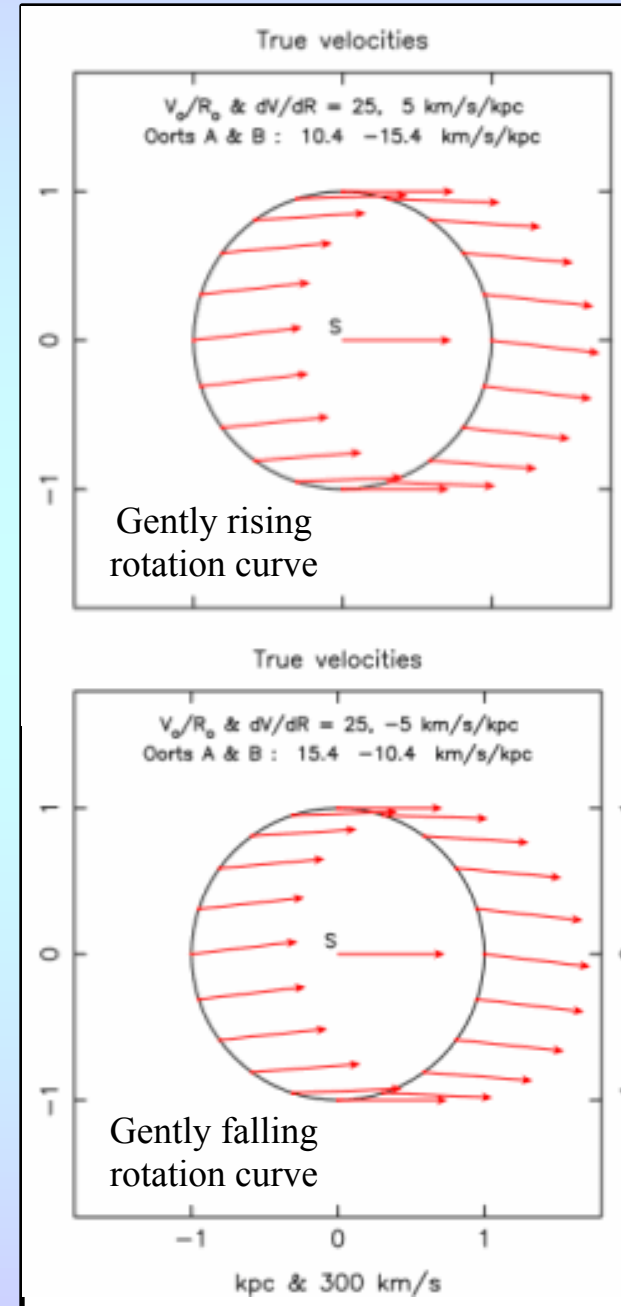 True velocities
V₀/R₀ & dV/dR = 25, 5 km/s/kpc
Oorts A & B : 10.4 −15.4 km/s/kpc
1
0
−1
S
Gently rising
rotation curve
True velocities
V₀/R₀ & dV/dR = 25, −5 km/s/kpc
Oorts A & B : 15.4 −10.4 km/s/kpc
1
0
−1
S
Gently falling
rotation curve
−1 0 1
kpc & 300 km/s